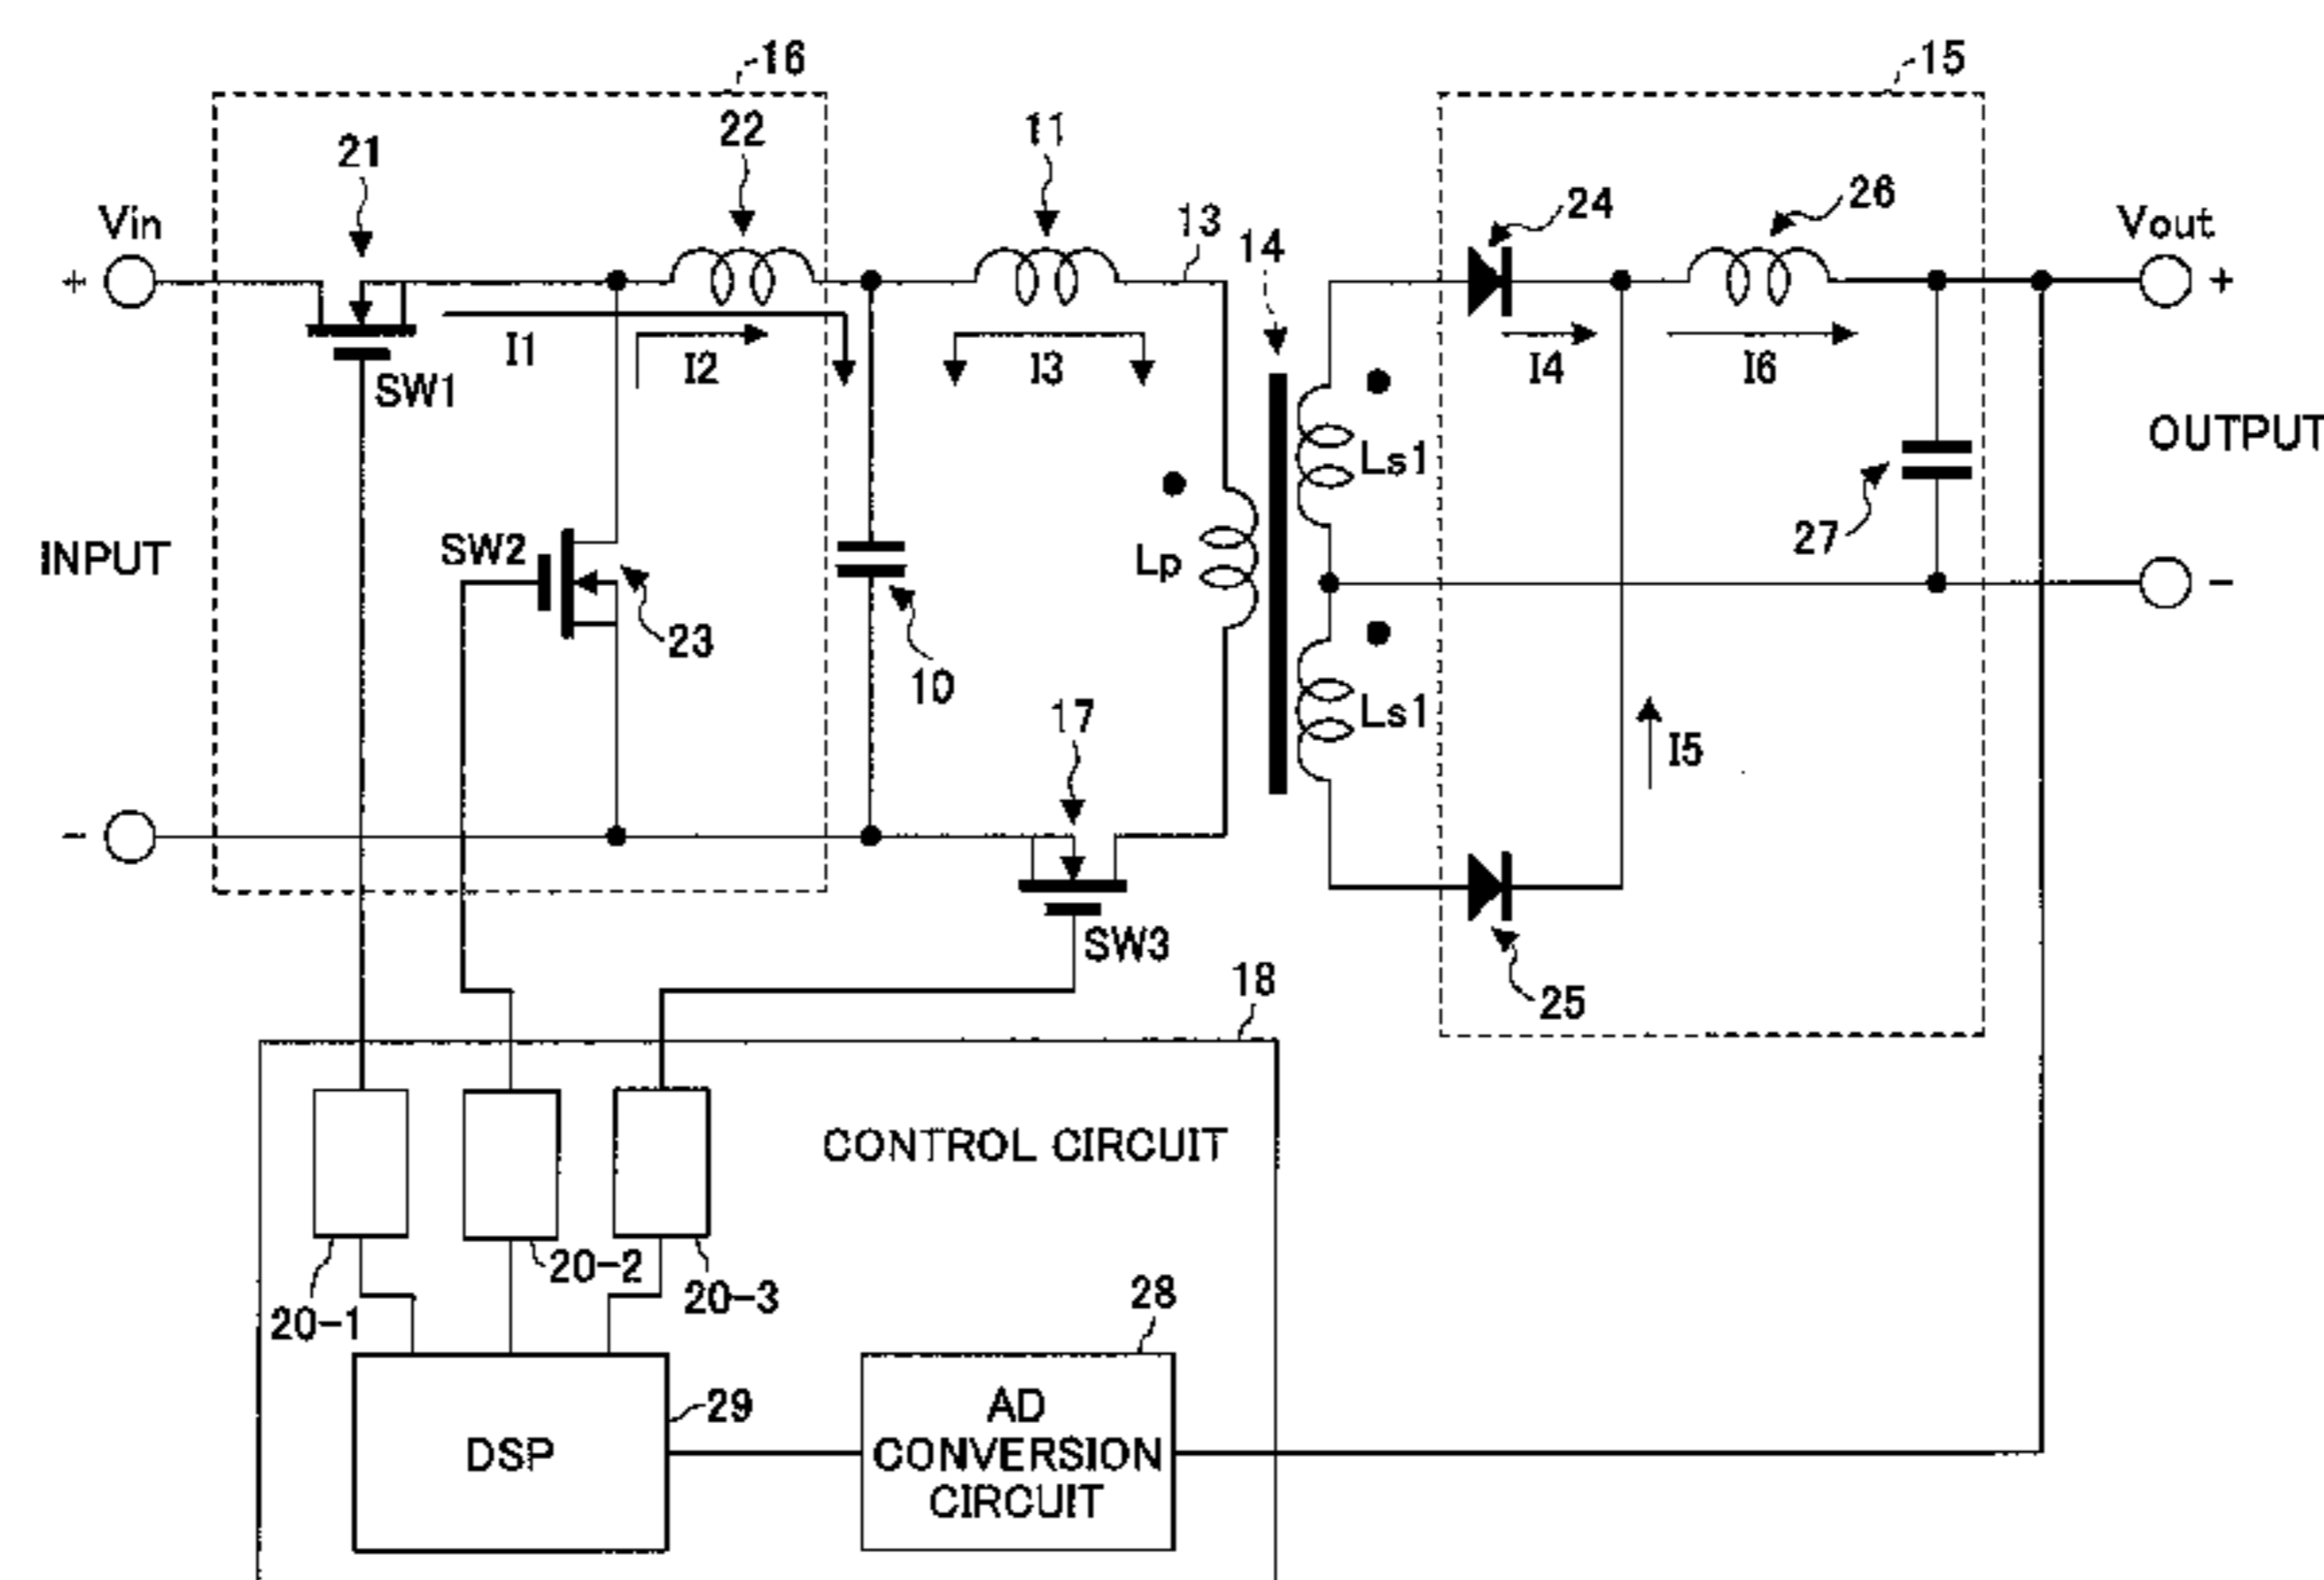 16
15
22
11
21
24
26
13
14
Vin
Vout
+
+
I1
I2
I3
I4
I6
SW1
Ls1
OUTPUT
Lp
SW2
27
INPUT
−
23
10
Ls1
17
I5
−
SW3
18
25
CONTROL CIRCUIT
20-2
20-3
20-1
28
29
AD
CONVERSION
CIRCUIT
DSP